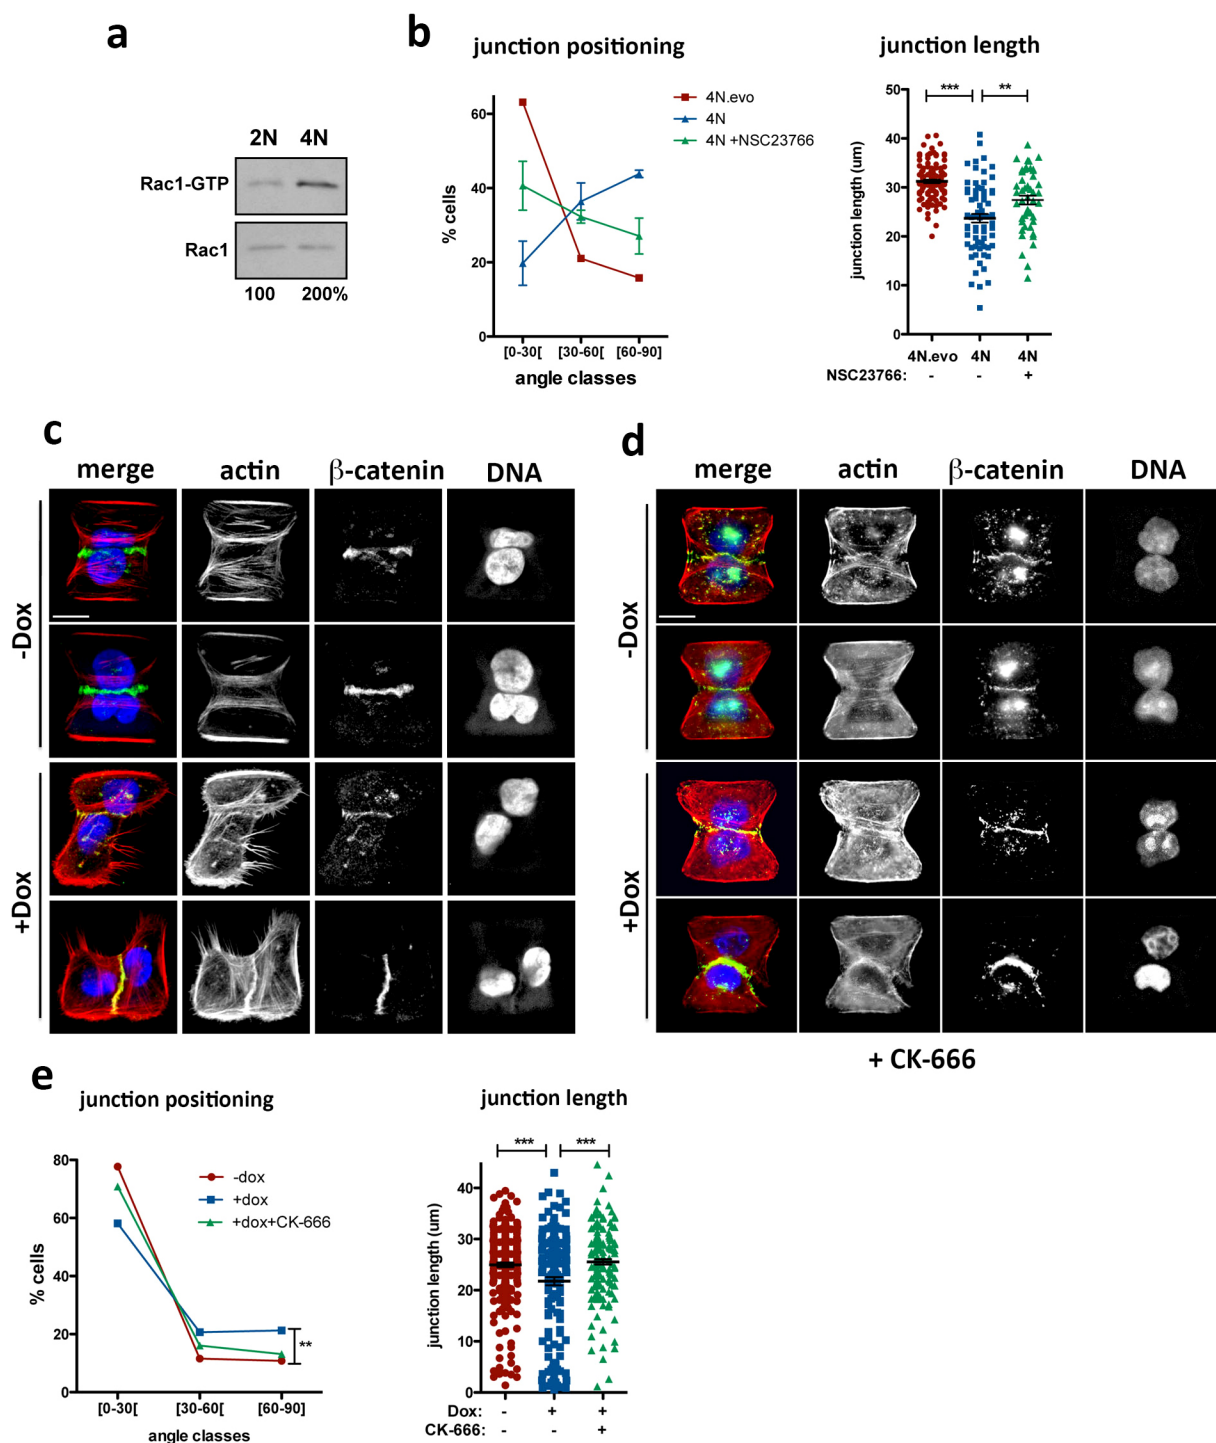 a
2N 4N
Rac1-GTP
Rac1
100 200%
b
junction positioning
60
40
20
0
% cells
[0-30[ [30-60[ [60-90]
angle classes
4N.evo
4N
4N +NSC23766
junction length
*** **
50
40
30
20
10
0
junction length (um)
4N.evo 4N 4N
NSC23766: - - +
c
merge actin β-catenin DNA
-Dox
+Dox
d
merge actin β-catenin DNA
-Dox
+Dox
+ CK-666
e
junction positioning
80
60
40
20
0
% cells
-dox
+dox
+dox+CK-666
**
[0-30[ [30-60[ [60-90]
angle classes
junction length
*** ***
40
30
20
10
0
junction length (um)
Dox: - + +
CK-666: - - +